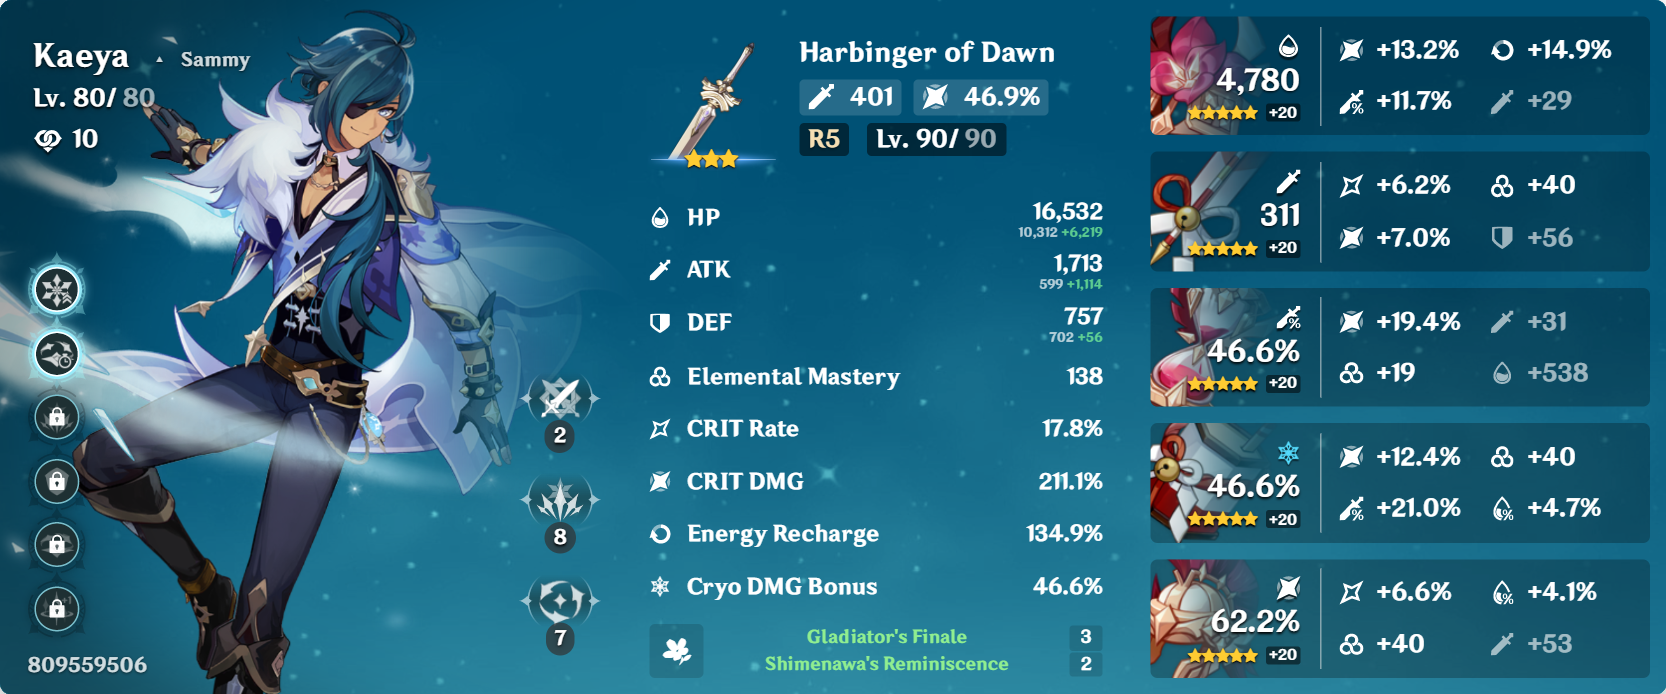 Kaeya · Sammy
Lv. 80/ 80
10
2
8
7
809559506
Harbinger of Dawn
401 46.9%
R5 Lv. 90/ 90
HP 16,532
10,312 +6,219
ATK 1,713
599 +1,114
DEF 757
702 +56
Elemental Mastery 138
CRIT Rate 17.8%
CRIT DMG 211.1%
Energy Recharge 134.9%
Cryo DMG Bonus 46.6%
Gladiator's Finale 3
Shimenawa's Reminiscence 2
4,780
+20
+13.2% +14.9%
+11.7% +29
311
+20
+6.2% +40
+7.0% +56
46.6%
+20
+19.4% +31
+19 +538
46.6%
+20
+12.4% +40
+21.0% +4.7%
62.2%
+20
+6.6% +4.1%
+40 +53